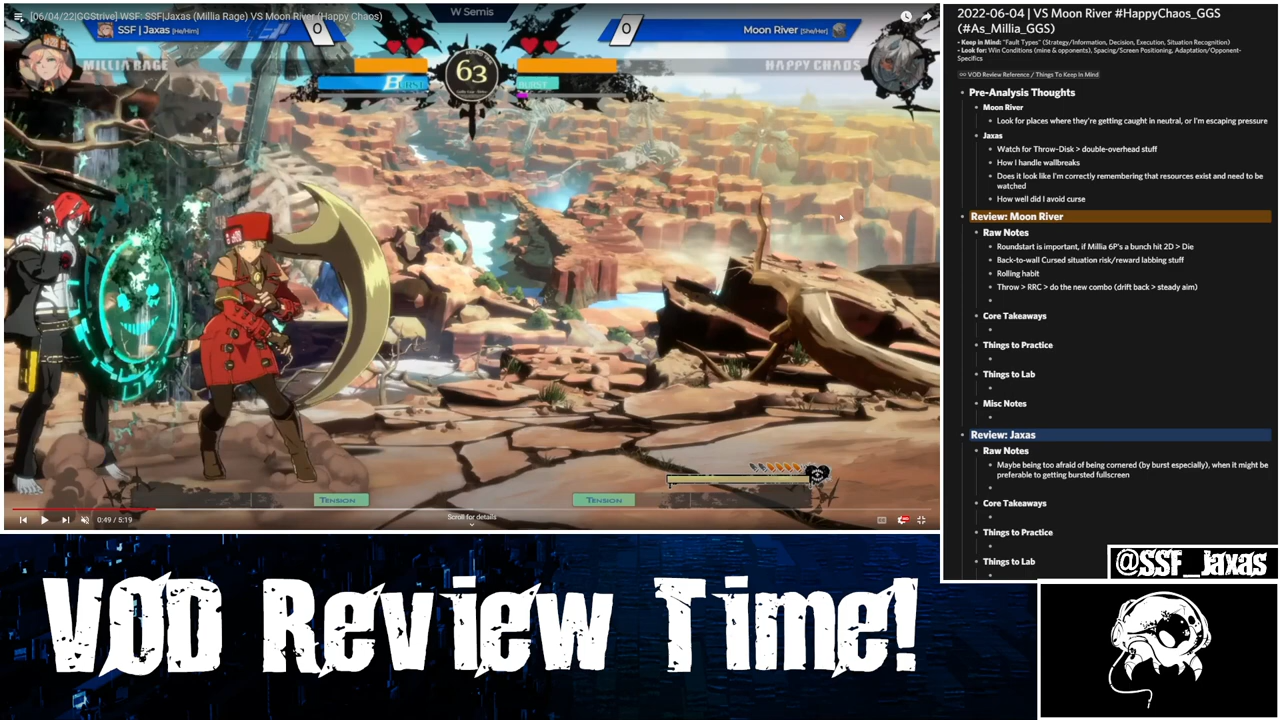 [06/04/22|GGStrive] WSF: SSF|Jaxas (Millia Rage) VS Moon River (Happy Chaos)
W Semis
SSF | Jaxas [He/Him]
0
0
Moon River [She/Her]
MILLIA RAGE
63
HAPPY CHAOS
BURST
BURST
TENSION
TENSION
0:49 / 5:19
Scroll for details
2022-06-04 | VS Moon River #HappyChaos_GGS
(#As_Millia_GGS)
- Keep in Mind: "Fault Types" (Strategy/Information, Decision, Execution, Situation Recognition)
- Look for: Win Conditions (mine & opponents), Spacing/Screen Positioning, Adaptation/Opponent-
Specifics
VOD Review Reference / Things To Keep In Mind
Pre-Analysis Thoughts
Moon River
Look for places where they're getting caught in neutral, or I'm escaping pressure
Jaxas
Watch for Throw-Disk > double-overhead stuff
How I handle wallbreaks
Does it look like I'm correctly remembering that resources exist and need to be
watched
How well did I avoid curse
Review: Moon River
Raw Notes
Roundstart is important, if Millia 6P's a bunch hit 2D > Die
Back-to-wall Cursed situation risk/reward labbing stuff
Rolling habit
Throw > RRC > do the new combo (drift back > steady aim)
Core Takeaways
Things to Practice
Things to Lab
Misc Notes
Review: Jaxas
Raw Notes
Maybe being too afraid of being cornered (by burst especially), when it might be
preferable to getting bursted fullscreen
Core Takeaways
Things to Practice
Things to Lab
@SSF_Jaxas
VOD Review Time!